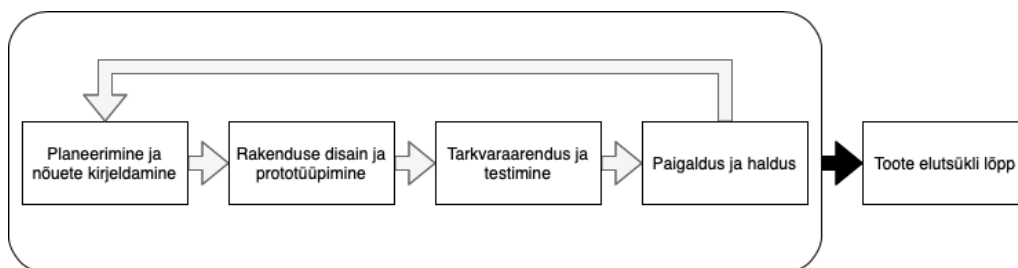 Planeerimine ja
nõuete kirjeldamine
Rakenduse disain ja
prototüüpimine
Tarkvaraarendus ja
testimine
Paigaldus ja haldus
Toote elutsükli lõpp